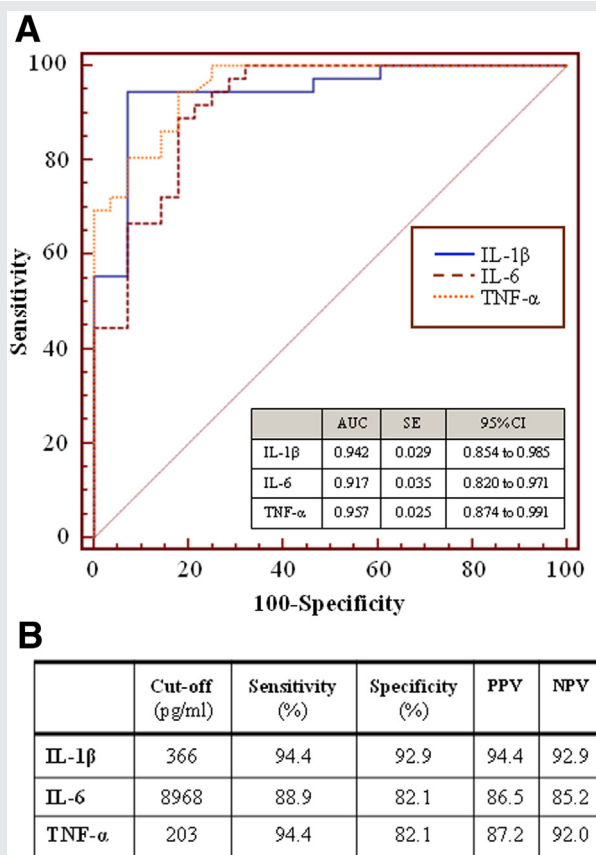 A
100
80
60
40
20
0
Sensitivity
IL-1β
IL-6
TNF-α
AUC SE 95%CI
IL-1β 0.942 0.029 0.854 to 0.985
IL-6 0.917 0.035 0.820 to 0.971
TNF-α 0.957 0.025 0.874 to 0.991
0 20 40 60 80 100
100-Specificity
B
Cut-off Sensitivity Specificity PPV NPV
(pg/ml) (%) (%)
IL-1β 366 94.4 92.9 94.4 92.9
IL-6 8968 88.9 82.1 86.5 85.2
TNF-α 203 94.4 82.1 87.2 92.0